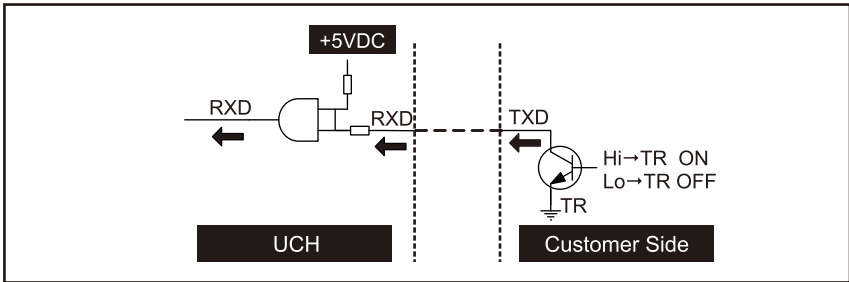 +5VDC
RXD
RXD
TXD
Hi→TR ON
Lo→TR OFF
TR
UCH
Customer Side